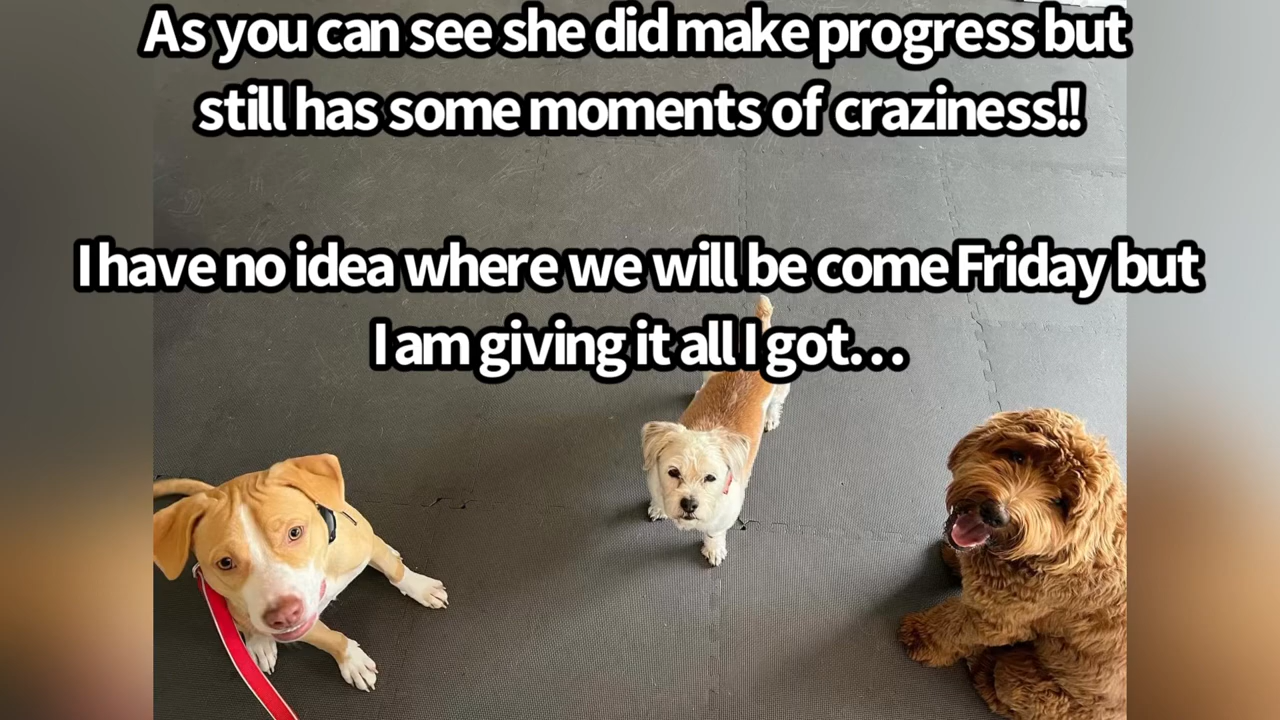 As you can see she did make progress but
still has some moments of craziness!!
I have no idea where we will be come Friday but
I am giving it all I got...